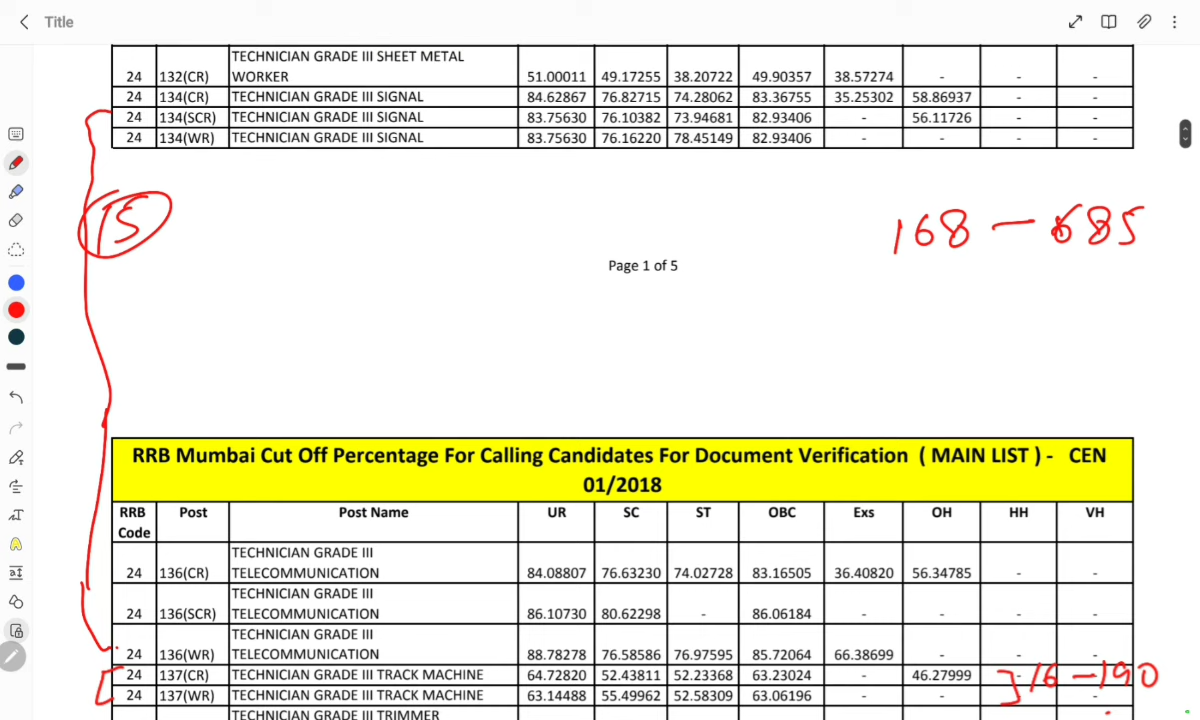 Title
TECHNICIAN GRADE III SHEET METAL
24 132(CR) WORKER 51.00011 49.17255 38.20722 49.90357 38.57274 - - -
24 134(CR) TECHNICIAN GRADE III SIGNAL 84.62867 76.82715 74.28062 83.36755 35.25302 58.86937 - -
24 134(SCR) TECHNICIAN GRADE III SIGNAL 83.75630 76.10382 73.94681 82.93406 - 56.11726 - -
24 134(WR) TECHNICIAN GRADE III SIGNAL 83.75630 76.16220 78.45149 82.93406 - - - -
15
168 - 685
Page 1 of 5
RRB Mumbai Cut Off Percentage For Calling Candidates For Document Verification ( MAIN LIST ) - CEN
01/2018
RRB Code Post Post Name UR SC ST OBC Exs OH HH VH
TECHNICIAN GRADE III
24 136(CR) TELECOMMUNICATION 84.08807 76.63230 74.02728 83.16505 36.40820 56.34785 - -
TECHNICIAN GRADE III
24 136(SCR) TELECOMMUNICATION 86.10730 80.62298 - 86.06184 - - - -
TECHNICIAN GRADE III
24 136(WR) TELECOMMUNICATION 88.78278 76.58586 76.97595 85.72064 66.38699 - - -
24 137(CR) TECHNICIAN GRADE III TRACK MACHINE 64.72820 52.43811 52.23368 63.23024 - 46.27999 - -
16 - 190
24 137(WR) TECHNICIAN GRADE III TRACK MACHINE 63.14488 55.49962 52.58309 63.06196 - - - -
TECHNICIAN GRADE III TRIMMER